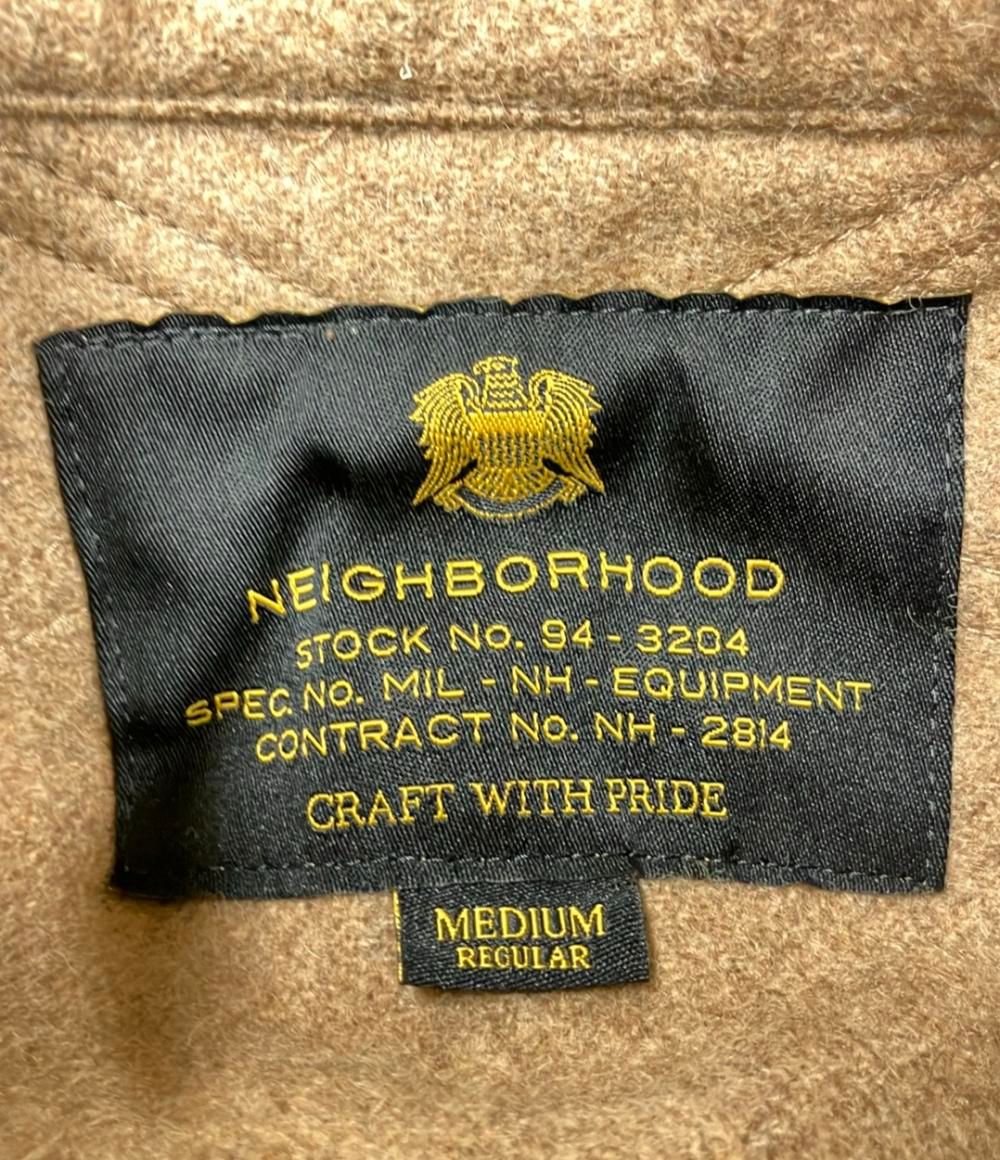 NEIGHBORHOOD
STOCK No. 94-3204
SPEC. NO. MIL - NH - EQUIPMENT
CONTRACT No. NH - 2814
CRAFT WITH PRIDE
MEDIUM
REGULAR